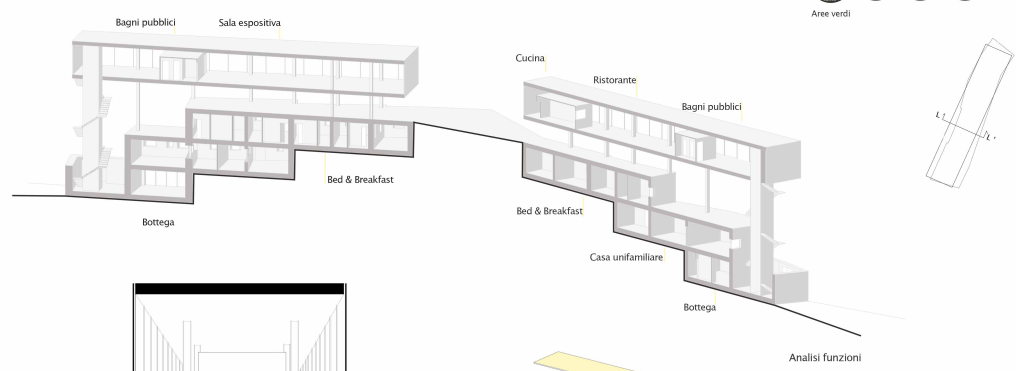 Aree verdi
Bagni pubblici
Sala espositiva
Cucina
Ristorante
Bagni pubblici
Bed & Breakfast
Bottega
Bed & Breakfast
Casa unifamiliare
Bottega
L'
L'
Analisi funzioni